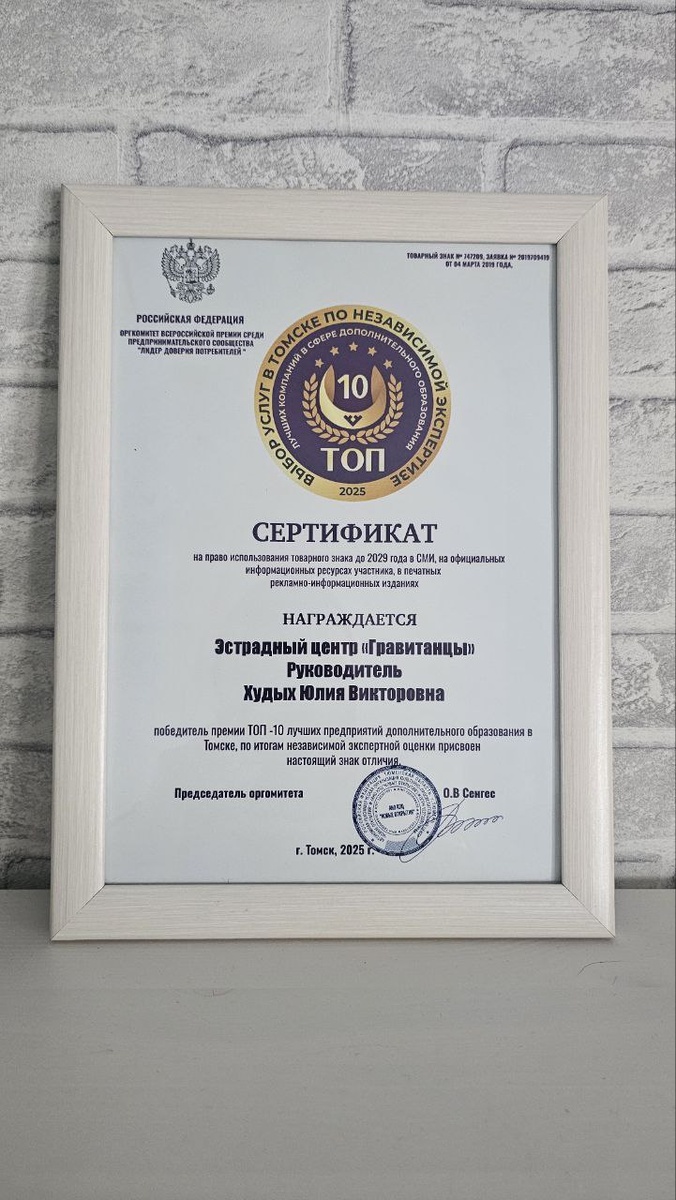 ТОВАРНЫЙ ЗНАК № 747209, ЗАЯВКА № 2019709419
ОТ 04 МАРТА 2019 ГОДА.
РОССИЙСКАЯ ФЕДЕРАЦИЯ
ОРГКОМИТЕТ ВСЕРОССИЙСКОЙ ПРЕМИИ СРЕДИ
ПРЕДПРИНИМАТЕЛЬСКОГО СООБЩЕСТВА
"ЛИДЕР ДОВЕРИЯ ПОТРЕБИТЕЛЕЙ"
ВЫБОР УСЛУГ В ТОМСКЕ ПО НЕЗАВИСИМОЙ ЭКСПЕРТИЗЕ
ЛУЧШИХ КОМПАНИЙ В СФЕРЕ ДОПОЛНИТЕЛЬНОГО ОБРАЗОВАНИЯ
10
ТОП
2025
СЕРТИФИКАТ
на право использования товарного знака до 2029 года в СМИ, на официальных
информационных ресурсах участника, в печатных
рекламно-информационных изданиях
НАГРАЖДАЕТСЯ
Эстрадный центр «Гравитанцы»
Руководитель
Худых Юлия Викторовна
победитель премии ТОП -10 лучших предприятий дополнительного образования в
Томске, по итогам независимой экспертной оценки присвоен
настоящий знак отличия.
Председатель оргомитета
О.В Сенгес
"НОВЫЕ ОТКРЫТИЯ"
г. Томск, 2025 г.